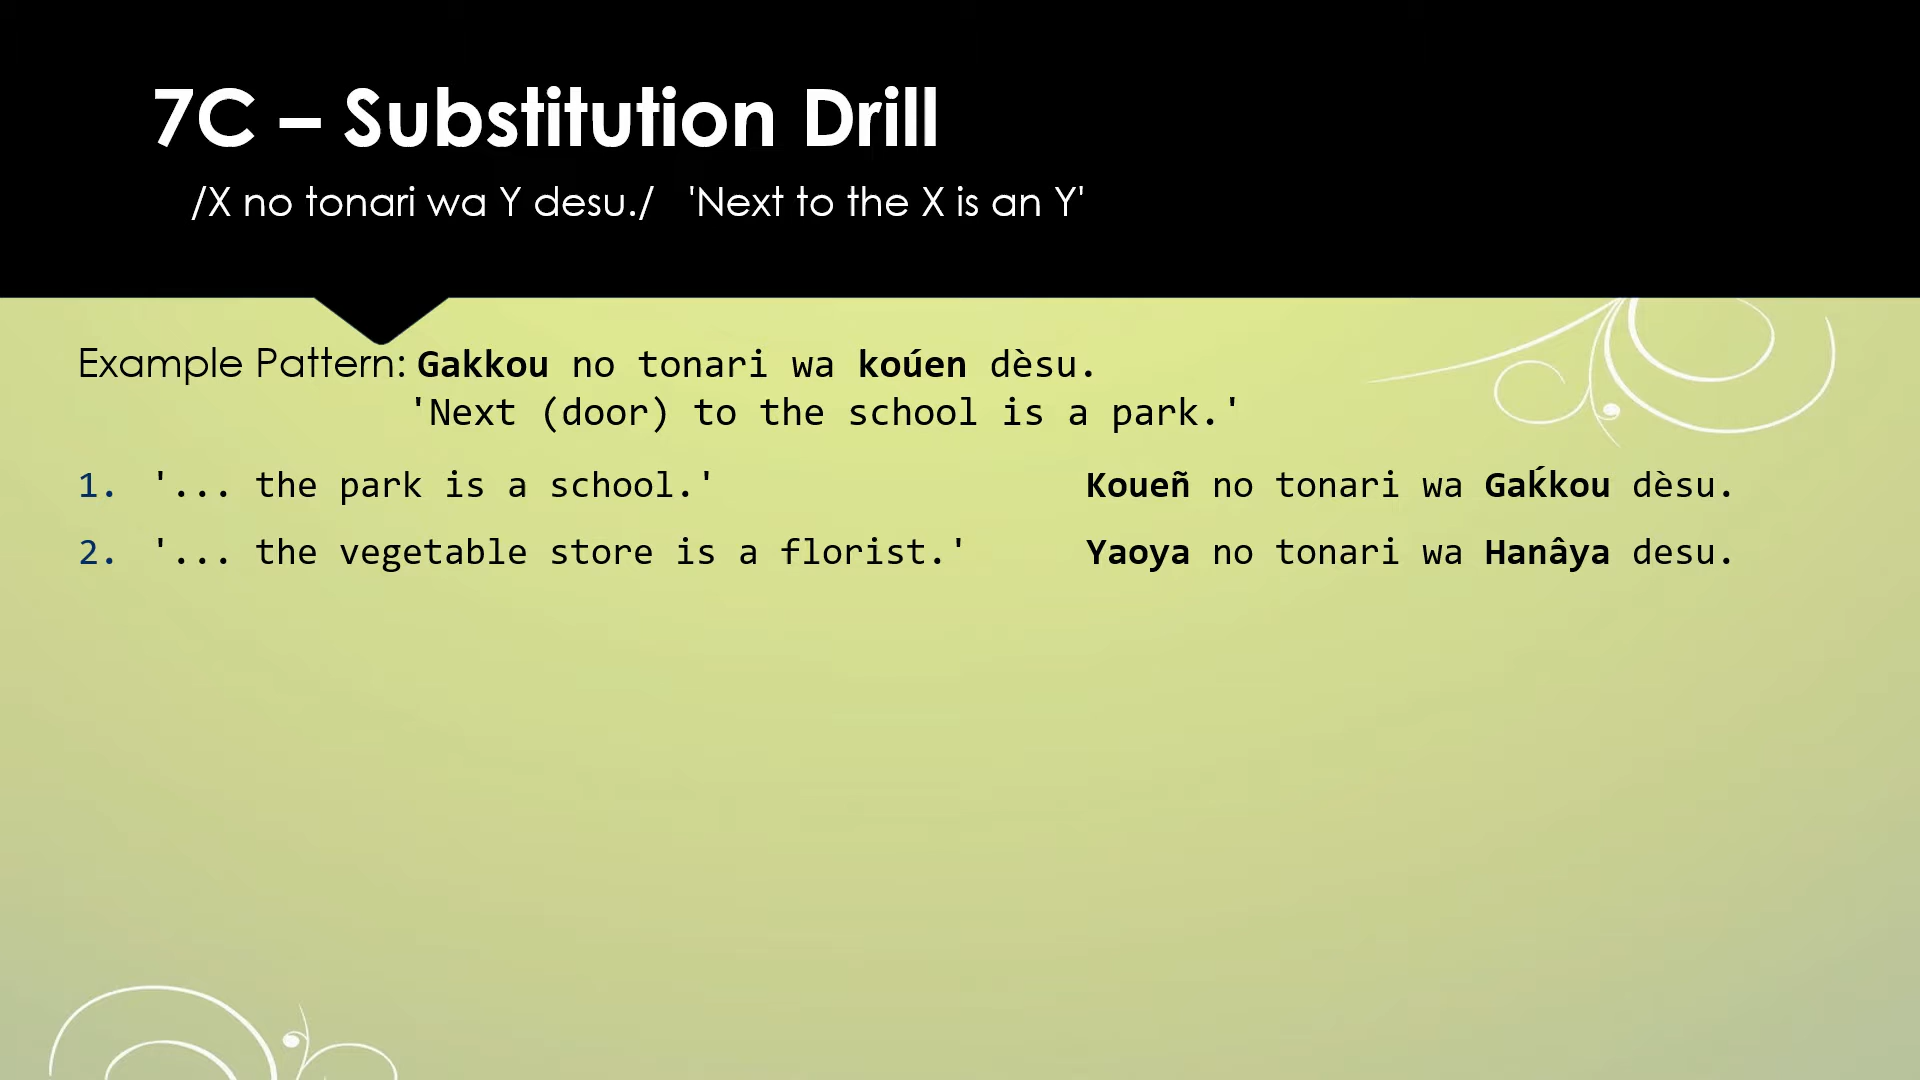 7C – Substitution Drill
/X no tonari wa Y desu./ 'Next to the X is an Y'
Example Pattern: Gakkou no tonari wa koúen dèsu.
'Next (door) to the school is a park.'
1. '... the park is a school.' Koueñ no tonari wa Gaḱkou dèsu.
2. '... the vegetable store is a florist.' Yaoya no tonari wa Hanâya desu.